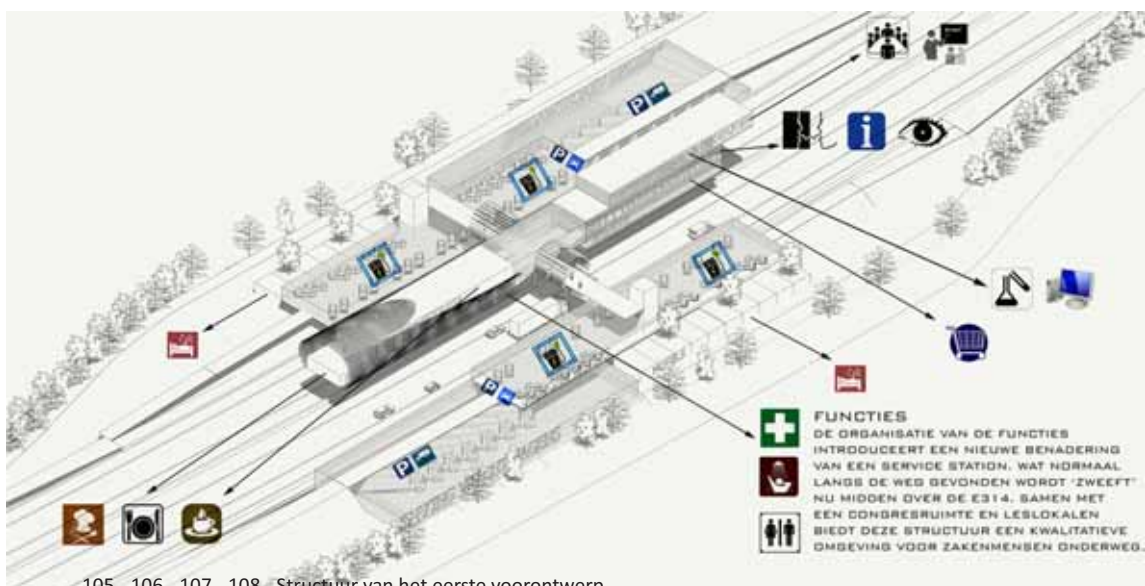 P
P
P
P
i
FUNCTIES
DE ORGANISATIE VAN DE FUNCTIES
INTRODUCEERT EEN NIEUWE BENADERING
VAN EEN SERVICE STATION. WAT NORMAAL
LANGS DE WEG GEVONDEN WORDT 'ZWEEFT'
NU MIDDEN OVER DE E314. SAMEN MET
EEN CONGRESRUIMTE EN LESLOKALEN
BIEDT DEZE STRUCTUUR EEN KWALITATIEVE
OMGEVING VOOR ZAKENMENSEN ONDERWEG.
105 - 106 - 107 - 108 - Structuur van het eerste voorontwerp